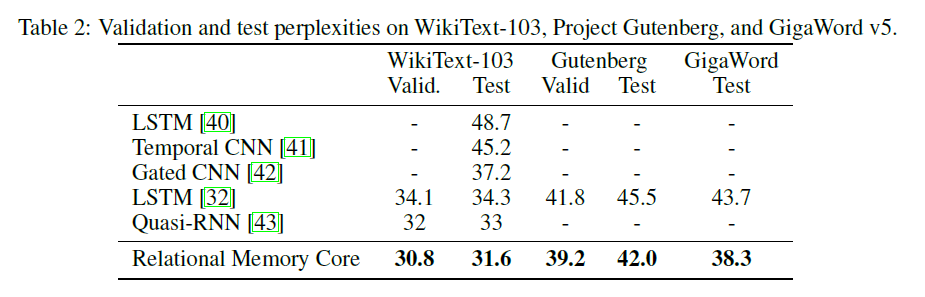 Table 2: Validation and test perplexities on WikiText-103, Project Gutenberg, and GigaWord v5.
WikiText-103 Gutenberg GigaWord
Valid. Test Valid Test Test
LSTM [40] - 48.7 - - -
Temporal CNN [41] - 45.2 - - -
Gated CNN [42] - 37.2 - - -
LSTM [32] 34.1 34.3 41.8 45.5 43.7
Quasi-RNN [43] 32 33 - - -
Relational Memory Core 30.8 31.6 39.2 42.0 38.3